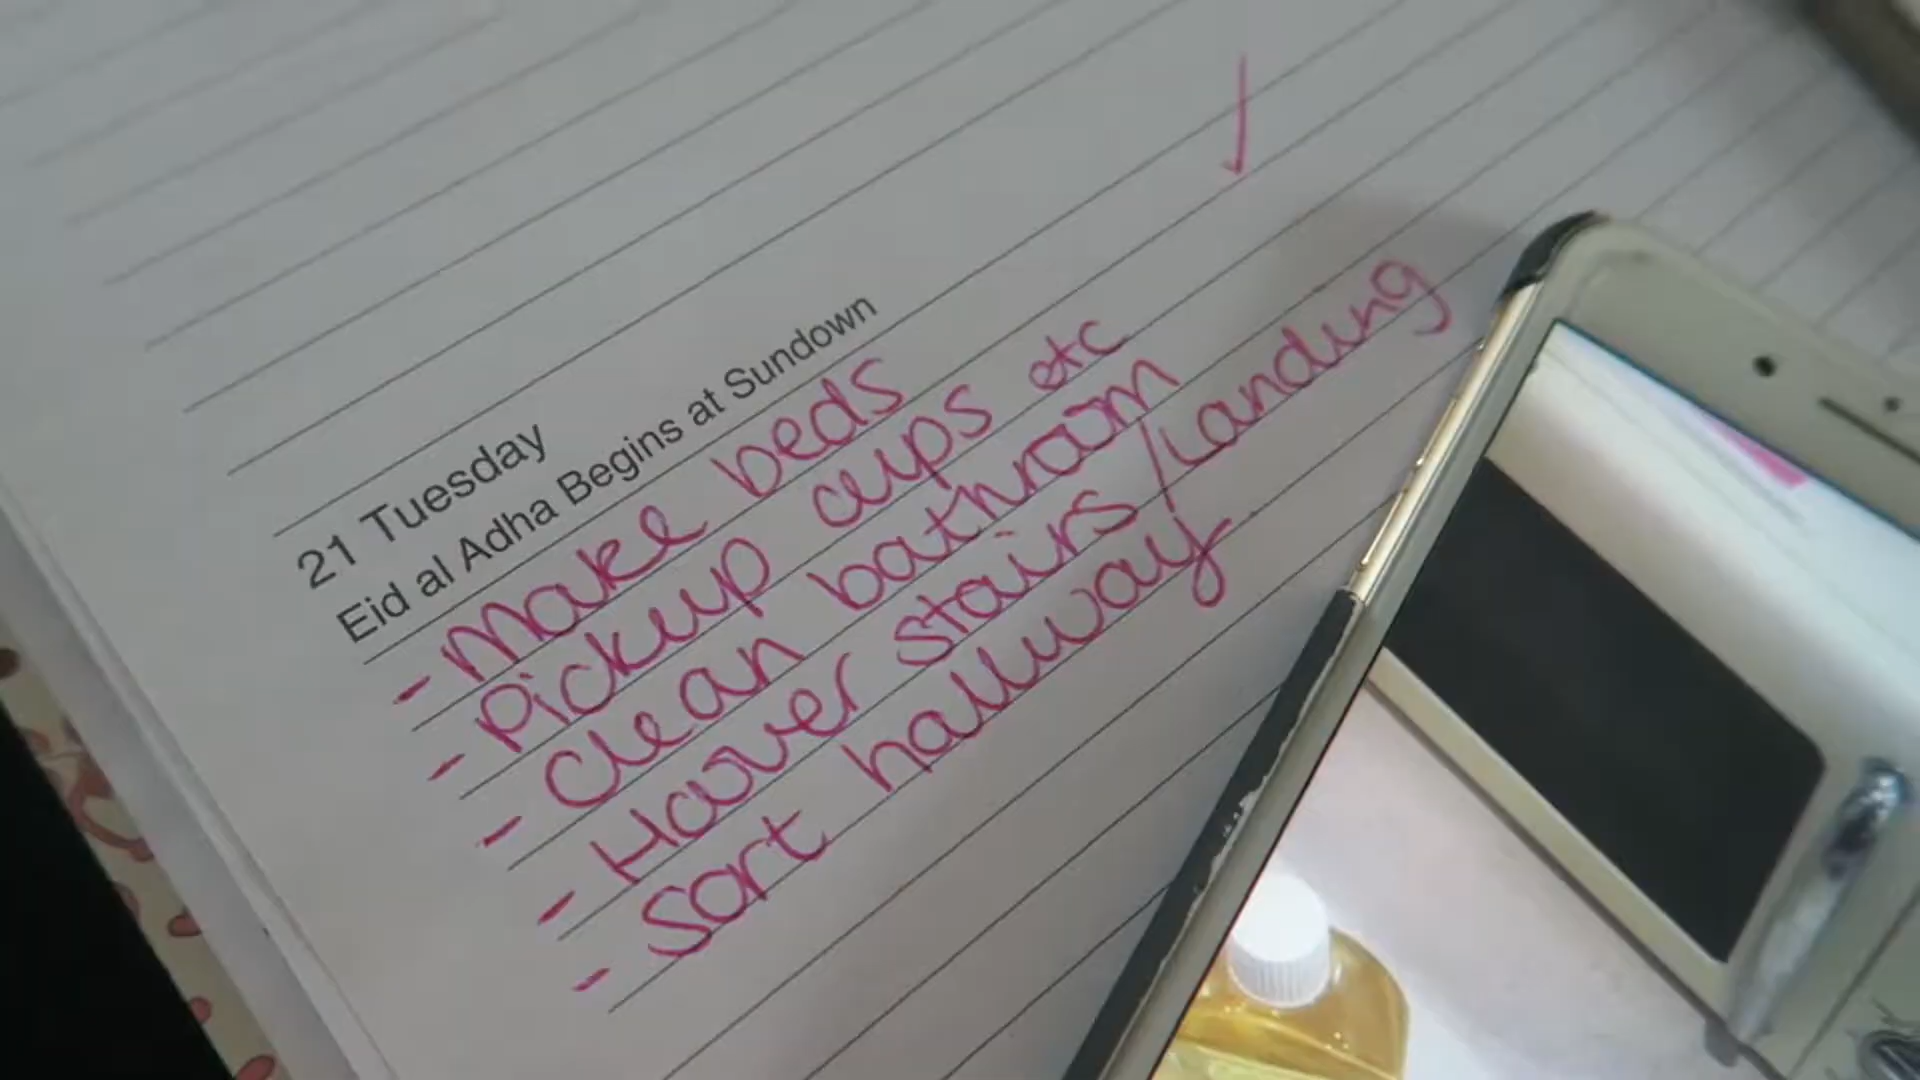 21 Tuesday
Eid al Adha Begins at Sundown
- Make beds
- Pickup cups etc
- Clean bathroom
- Hoover stairs/Landing
- Sort hallway